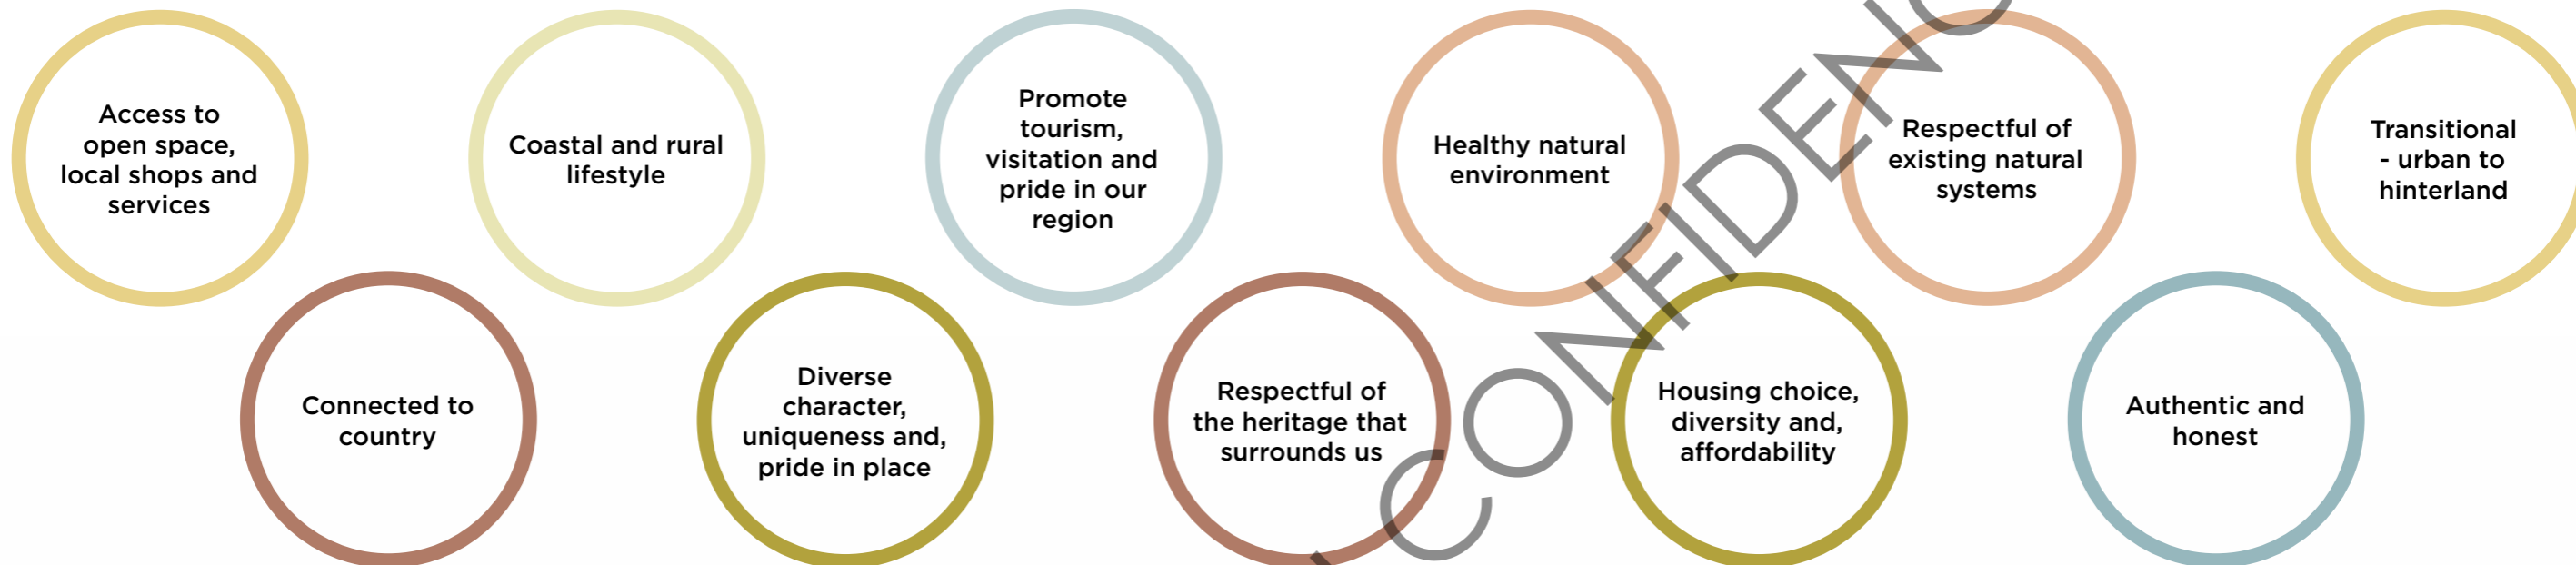 Access to
open space,
local shops and
services
Coastal and rural
lifestyle
Promote
tourism,
visitation and
pride in our
region
Healthy natural
environment
Respectful of
existing natural
systems
Transitional
- urban to
hinterland
Connected to
country
Diverse
character,
uniqueness and,
pride in place
Respectful of
the heritage that
surrounds us
Housing choice,
diversity and,
affordability
Authentic and
honest
CONFIDENC